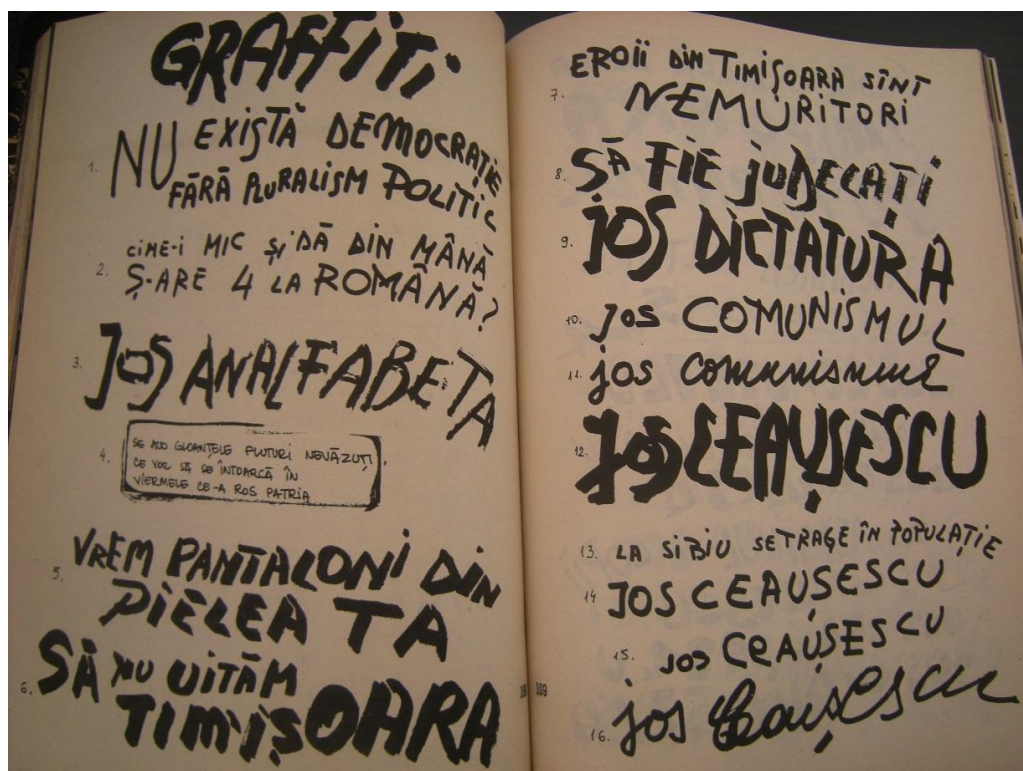 GRAFFITI
1. NU EXISTĂ DEMOCRAȚIE
FĂRĂ PLURALISM POLITIC
2. CINE-I MIC ȘI DĂ DIN MÂNĂ
Ș-ARE 4 LA ROMÂNĂ?
3. JOS ANALFABETA
4. SE AUD GLOANȚELE FLUTURI NEVĂZUȚI,
CE VOR SĂ SE ÎNTOARCĂ ÎN
VIERMELE CE-A ROS PATRIA
5. VREM PANTALONI DIN
PIELEA TA
6. SĂ NU UITĂM
TIMIȘOARA
108
109
7. EROII DIN TIMIȘOARA SÎNT
NEMURITORI
8. SĂ FIE JUDECAȚI
9. JOS DICTATURA
10. JOS COMUNISMUL
11. jos comunismul
12. JOS CEAUȘESCU
13. LA SIBIU SE TRAGE ÎN POPULAȚIE
14 JOS CEAUȘESCU
15. JOS CEAUȘESCU
16. jos Ceaușescu